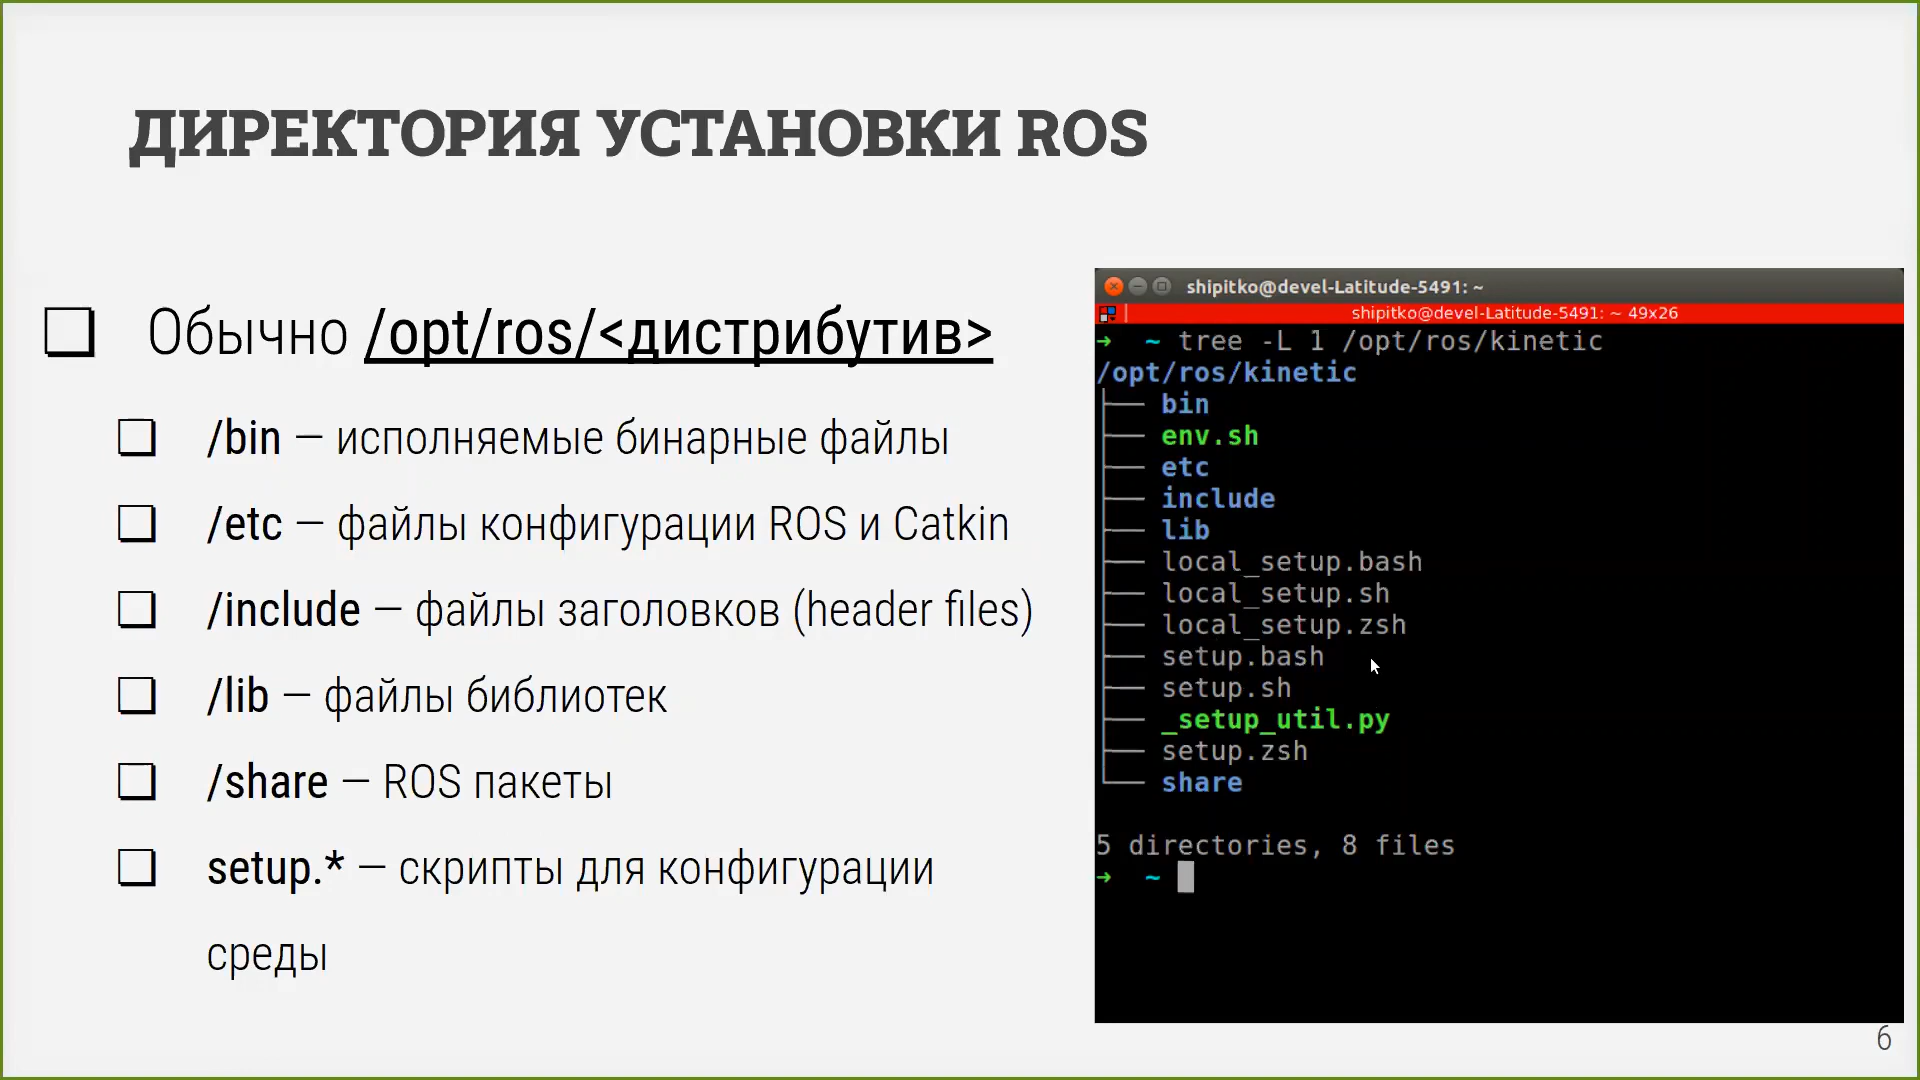 ДИРЕКТОРИЯ УСТАНОВКИ ROS
Обычно /opt/ros/<дистрибутив>
/bin – исполняемые бинарные файлы
/etc – файлы конфигурации ROS и Catkin
/include – файлы заголовков (header files)
/lib – файлы библиотек
/share – ROS пакеты
setup.* – скрипты для конфигурации
среды
shipitko@devel-Latitude-5491: ~
shipitko@devel-Latitude-5491: ~ 49x26
➜ ~ tree -L 1 /opt/ros/kinetic
/opt/ros/kinetic
├── bin
├── env.sh
├── etc
├── include
├── lib
├── local_setup.bash
├── local_setup.sh
├── local_setup.zsh
├── setup.bash
├── setup.sh
├── _setup_util.py
├── setup.zsh
└── share
5 directories, 8 files
➜ ~
6